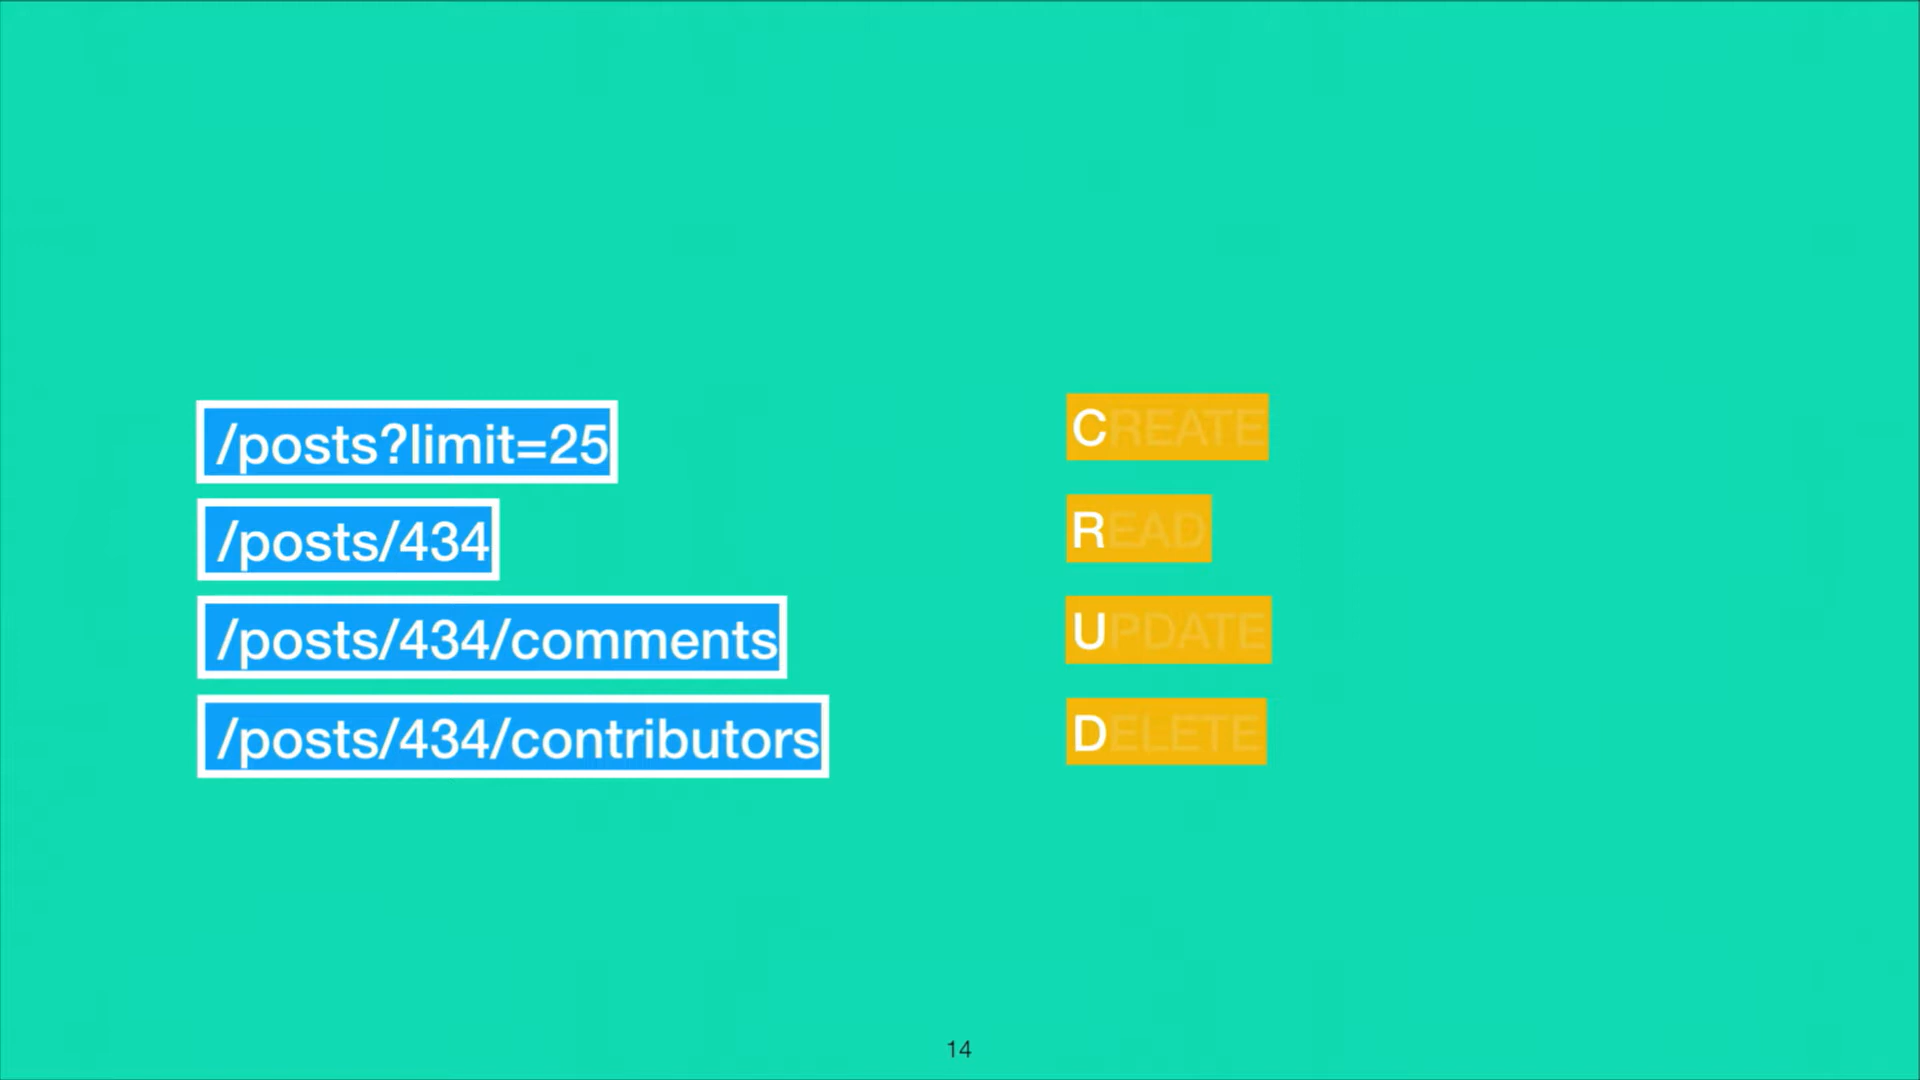 /posts?limit=25
/posts/434
/posts/434/comments
/posts/434/contributors
CREATE
READ
UPDATE
DELETE
14